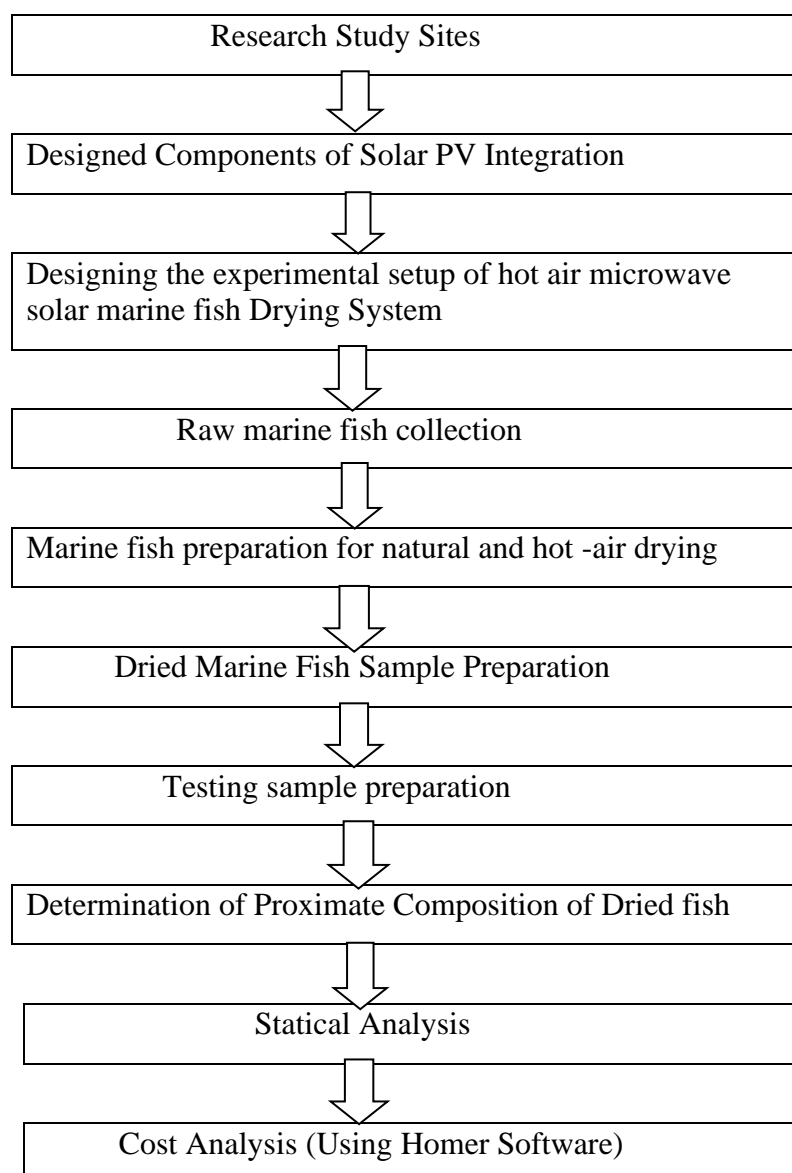 Research Study Sites
Designed Components of Solar PV Integration
Designing the experimental setup of hot air microwave
solar marine fish Drying System
Raw marine fish collection
Marine fish preparation for natural and hot -air drying
Dried Marine Fish Sample Preparation
Testing sample preparation
Determination of Proximate Composition of Dried fish
Statical Analysis
Cost Analysis (Using Homer Software)